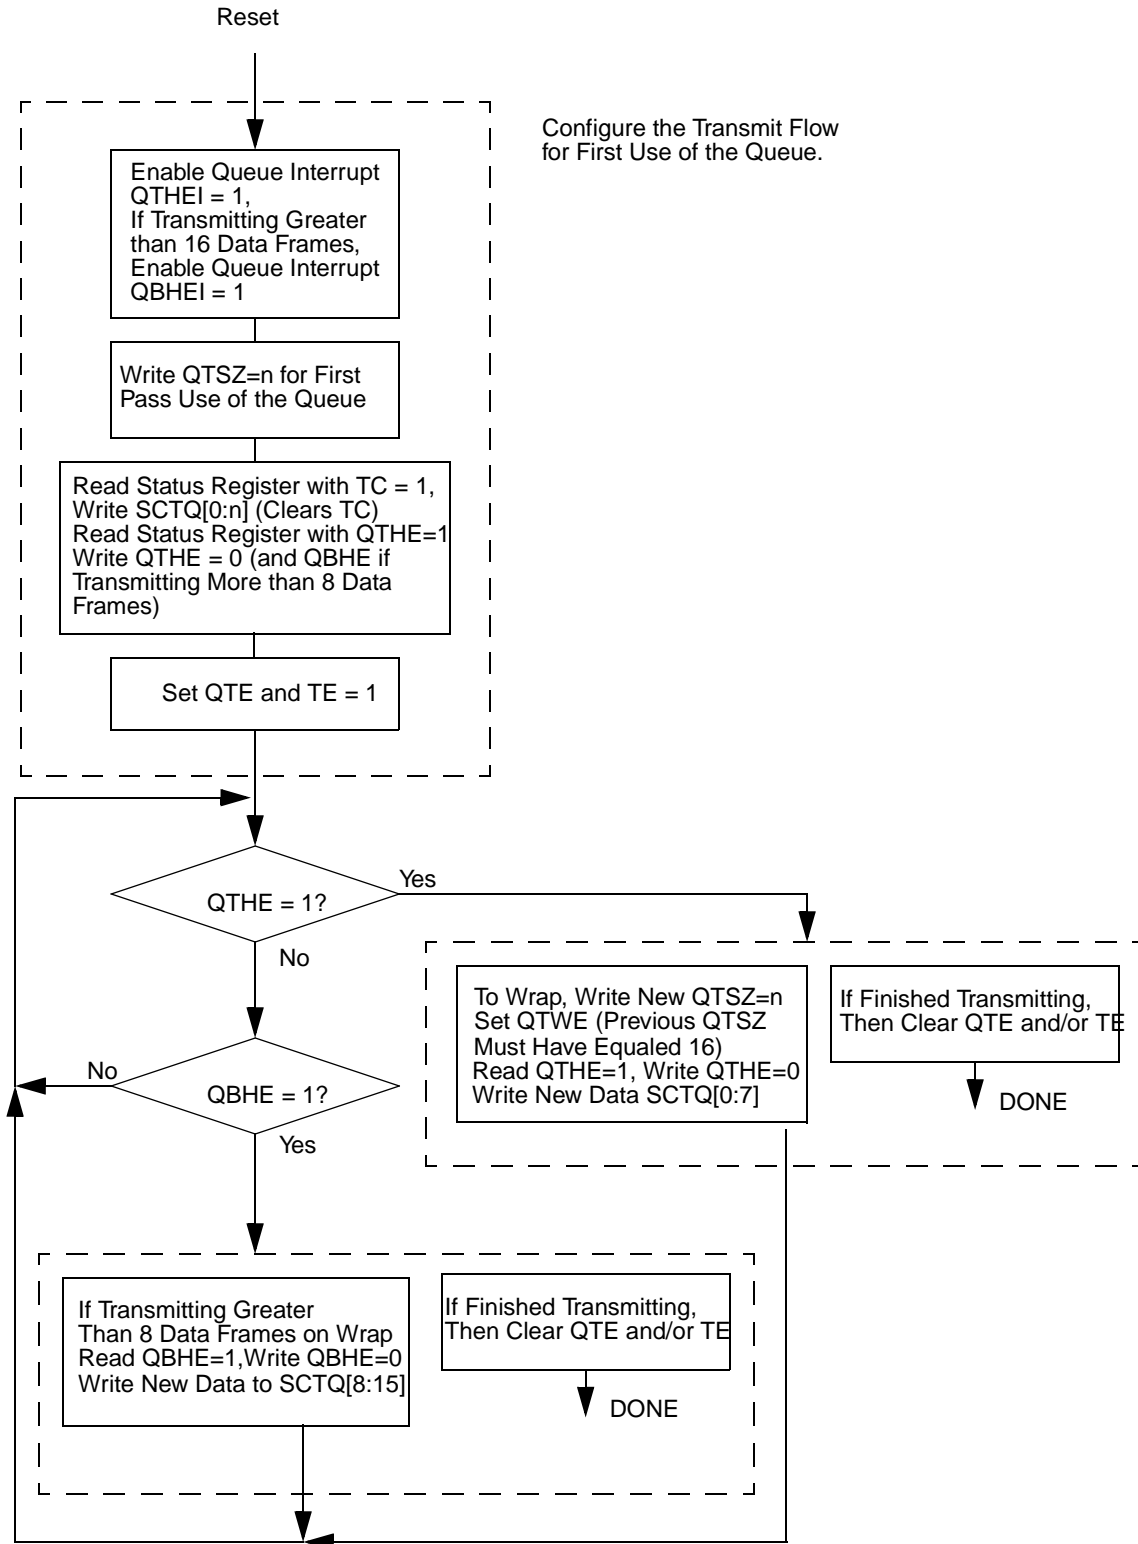 Reset
Configure the Transmit Flow
for First Use of the Queue.
Enable Queue Interrupt
QTHEI = 1,
If Transmitting Greater
than 16 Data Frames,
Enable Queue Interrupt
QBHEI = 1
Write QTSZ=n for First
Pass Use of the Queue
Read Status Register with TC = 1,
Write SCTQ[0:n] (Clears TC)
Read Status Register with QTHE=1
Write QTHE = 0 (and QBHE if
Transmitting More than 8 Data
Frames)
Set QTE and TE = 1
QTHE = 1?
Yes
No
To Wrap, Write New QTSZ=n
Set QTWE (Previous QTSZ
Must Have Equaled 16)
Read QTHE=1, Write QTHE=0
Write New Data SCTQ[0:7]
If Finished Transmitting,
Then Clear QTE and/or TE
DONE
No
QBHE = 1?
Yes
If Transmitting Greater
Than 8 Data Frames on Wrap
Read QBHE=1,Write QBHE=0
Write New Data to SCTQ[8:15]
If Finished Transmitting,
Then Clear QTE and/or TE
DONE